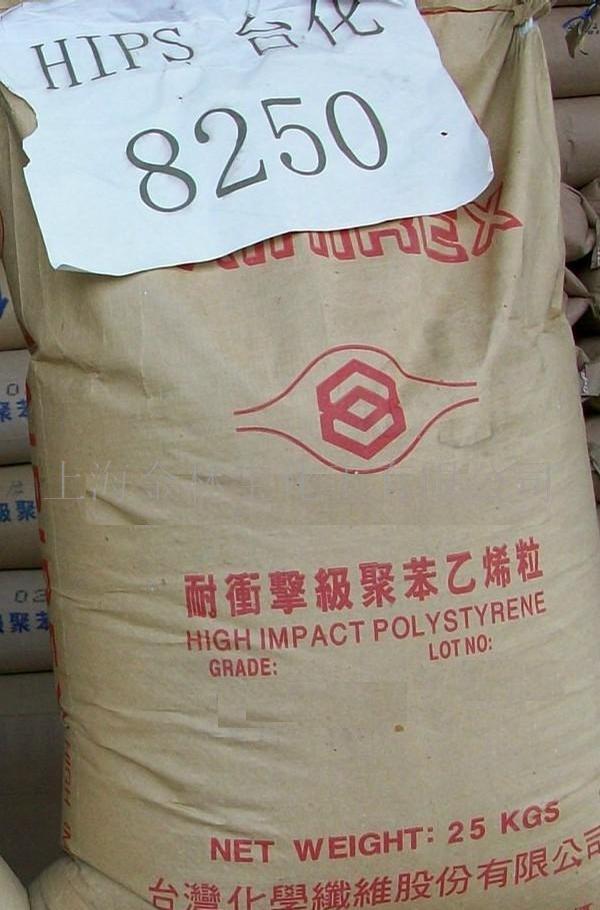 HIPS 台化
8250
耐衝擊級聚苯乙烯粒
HIGH IMPACT POLYSTYRENE
GRADE:
LOT NO:
NET WEIGHT: 25 KGS
台灣化學纖維股份有限公司